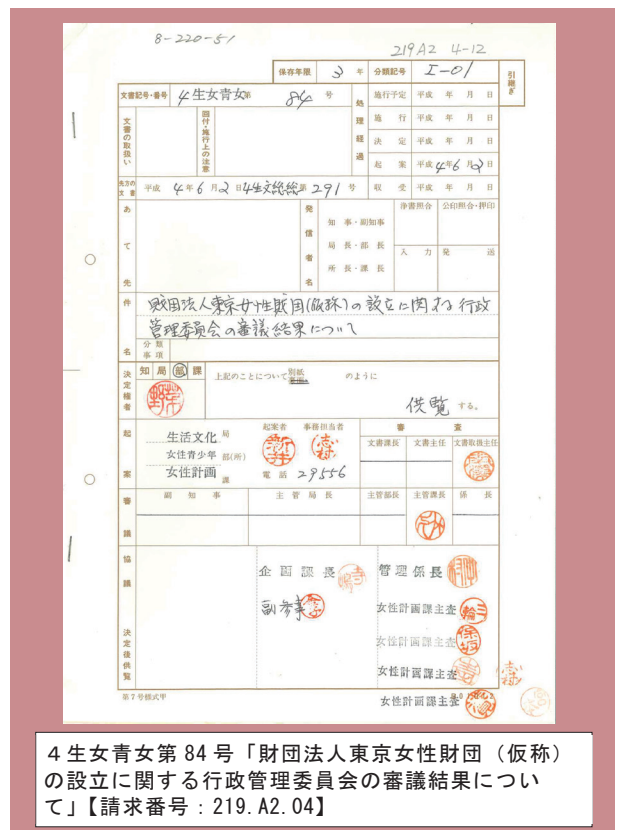 8-220-51
219A2 4-12
保存年限 3 年 分類記号 I-01 引継ぎ
文書記号・番号 4生女青女第 84 号
処理経過
施行予定 平成 年 月 日
文書の取扱い
回付・施行上の注意
施行 平成 年 月 日
決定 平成 年 月 日
起案 平成 4年6月2日
先方の文書 平成 4年6月2日4生文総総第291号 収受 平成 年 月 日
あて先
発信者名
知事・副知事
局長・部長
所長・課長
浄書照合 公印照合・押印
入力 発送
件名
財団法人東京女性財団(仮称)の設立に関する行政
管理委員会の審議結果について
分類事項
決定権者
知 局 部 課 上記のことについて別紙 のように
供覧する。
起案
生活文化 局
女性青少年 部(所)
女性計画 課
起案者 事務担当者
新井
電話 29556
審査
文書課長 文書主任 文書取扱主任
審議
副知事 主管局長 主管部長 主管課長 係長
協議
企画課長 管理係長
副参事 女性計画課主査
女性計画課主査
女性計画課主査
女性計画課主査
決定後供覧
第7号様式甲
4生女青女第84号「財団法人東京女性財団(仮称)
の設立に関する行政管理委員会の審議結果につい
て」【請求番号:219.A2.04】